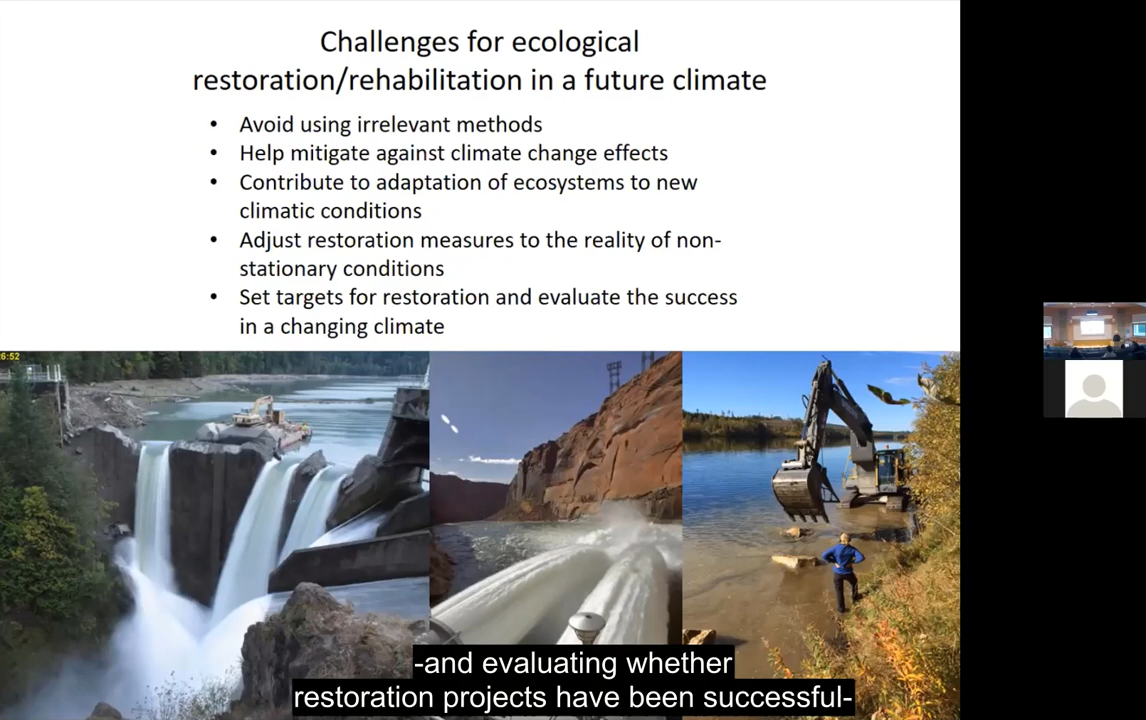 Challenges for ecological
restoration/rehabilitation in a future climate
• Avoid using irrelevant methods
• Help mitigate against climate change effects
• Contribute to adaptation of ecosystems to new
climatic conditions
• Adjust restoration measures to the reality of non-
stationary conditions
• Set targets for restoration and evaluate the success
in a changing climate
6:52
-and evaluating whether
restoration projects have been successful-